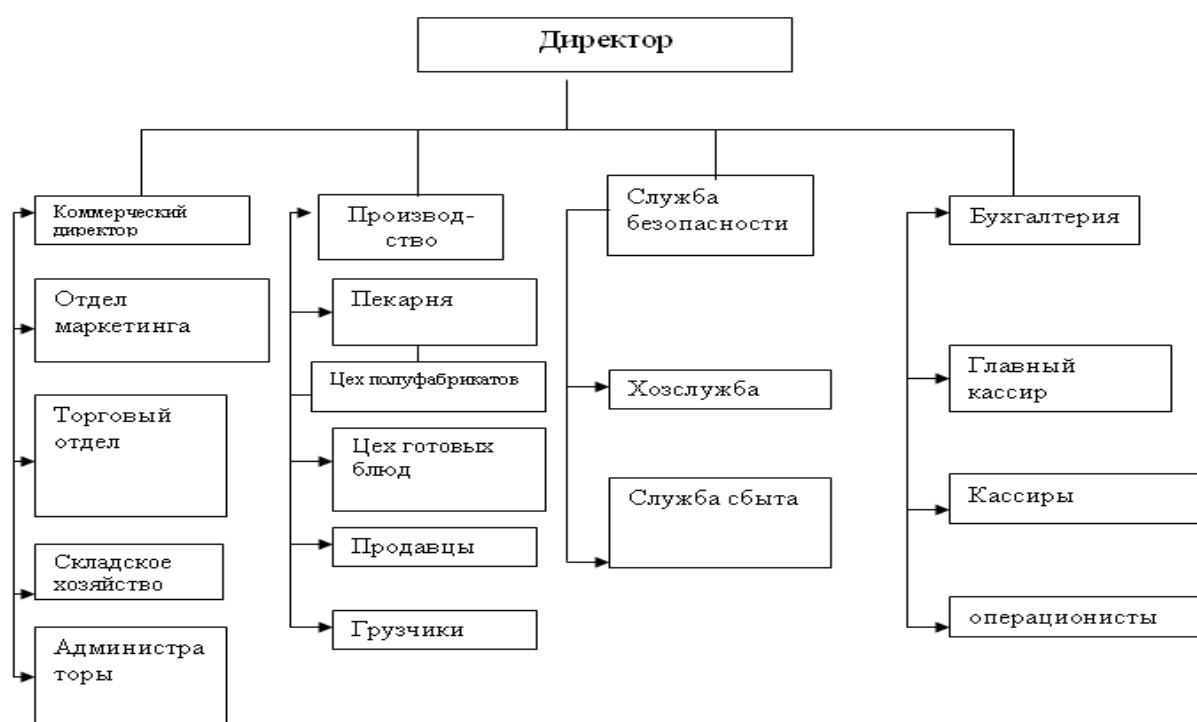 Директор
Коммерческий
директор
Отдел
маркетинга
Торговый
отдел
Складское
хозяйство
Администра
торы
Производ-
ство
Пекарня
Цех полуфабрикатов
Цех готовых
блюд
Продавцы
Грузчики
Служба
безопасности
Хозслужба
Служба сбыта
Бухгалтерия
Главный
кассир
Кассиры
операционисты